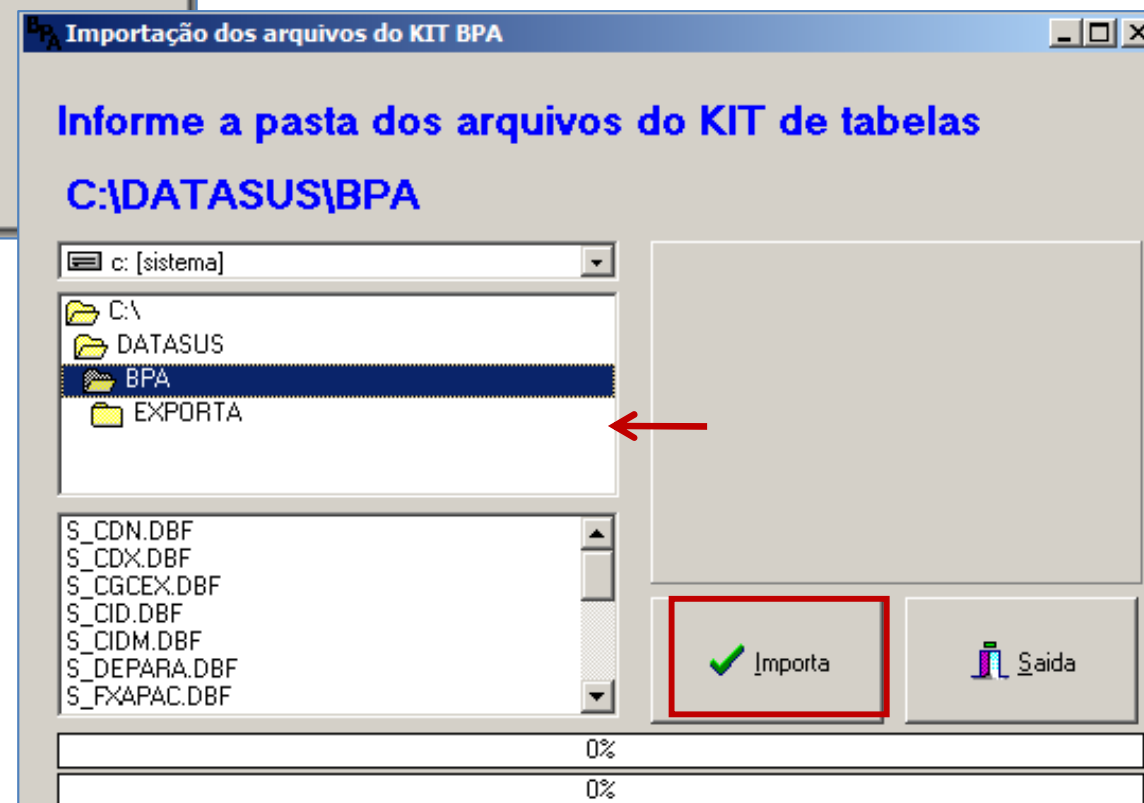 BPA Importação dos arquivos do KIT BPA
Informe a pasta dos arquivos do KIT de tabelas
C:\DATASUS\BPA
c: [sistema]
C:\
DATASUS
BPA
EXPORTA
S_CDN.DBF
S_CDX.DBF
S_CGCEX.DBF
S_CID.DBF
S_CIDM.DBF
S_DEPARA.DBF
S_FXAPAC.DBF
Importa
Saida
0%
0%